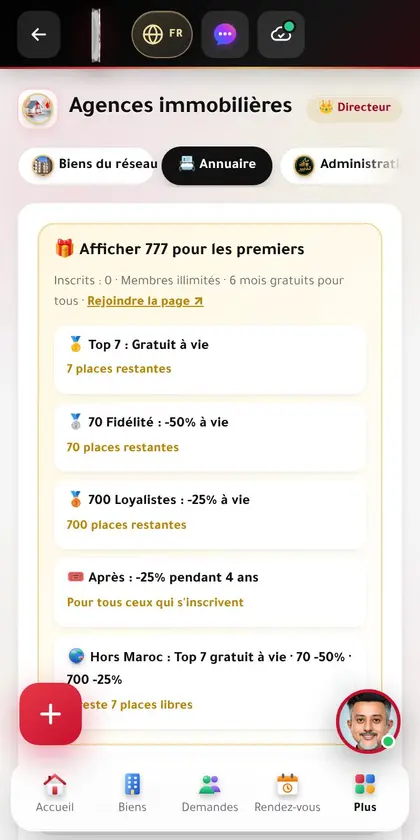 FR
Agences immobilières
Directeur
Biens du réseau
Annuaire
Administrati
Afficher 777 pour les premiers
Inscrits : 0 · Membres illimités · 6 mois gratuits pour
tous · Rejoindre la page ↗
Top 7 : Gratuit à vie
7 places restantes
70 Fidélité : -50% à vie
70 places restantes
700 Loyalistes : -25% à vie
700 places restantes
Après : -25% pendant 4 ans
Pour tous ceux qui s'inscrivent
Hors Maroc : Top 7 gratuit à vie · 70 -50% ·
700 -25%
este 7 places libres
Accueil
Biens
Demandes
Rendez-vous
Plus